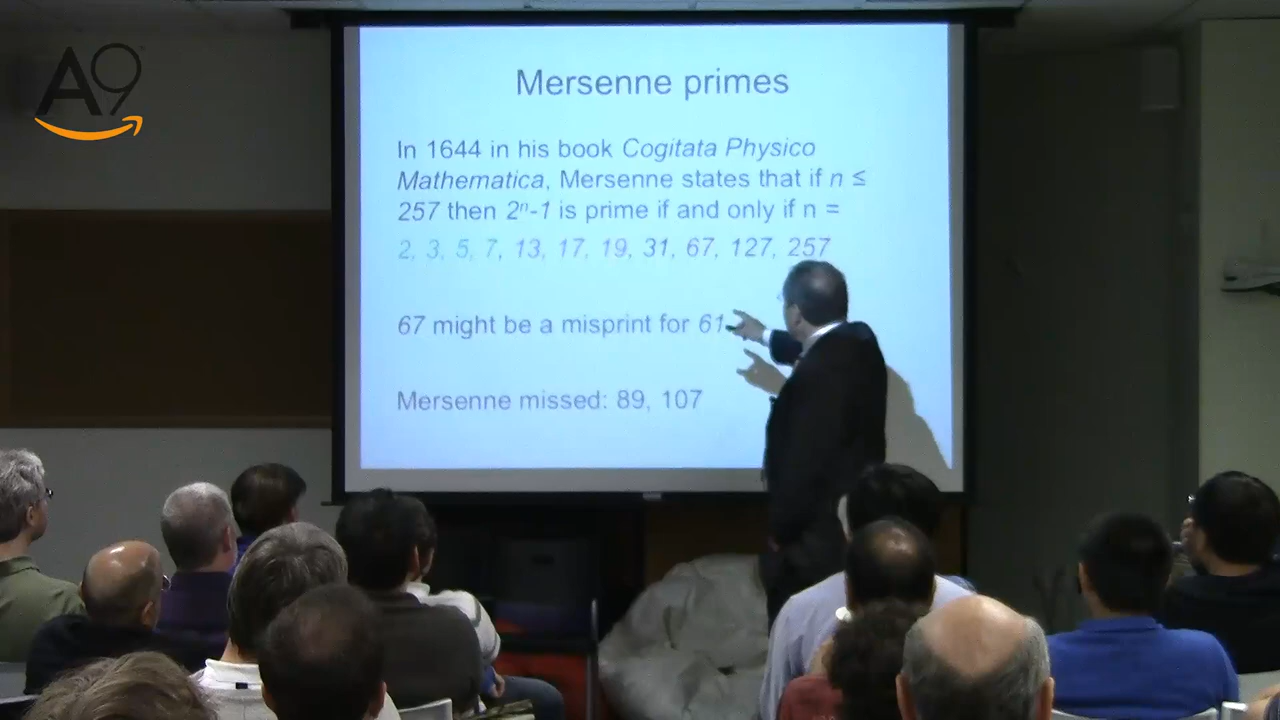 A9
Mersenne primes
In 1644 in his book Cogitata Physico
Mathematica, Mersenne states that if n ≤
257 then 2ⁿ-1 is prime if and only if n =
2, 3, 5, 7, 13, 17, 19, 31, 67, 127, 257
67 might be a misprint for 61
Mersenne missed: 89, 107